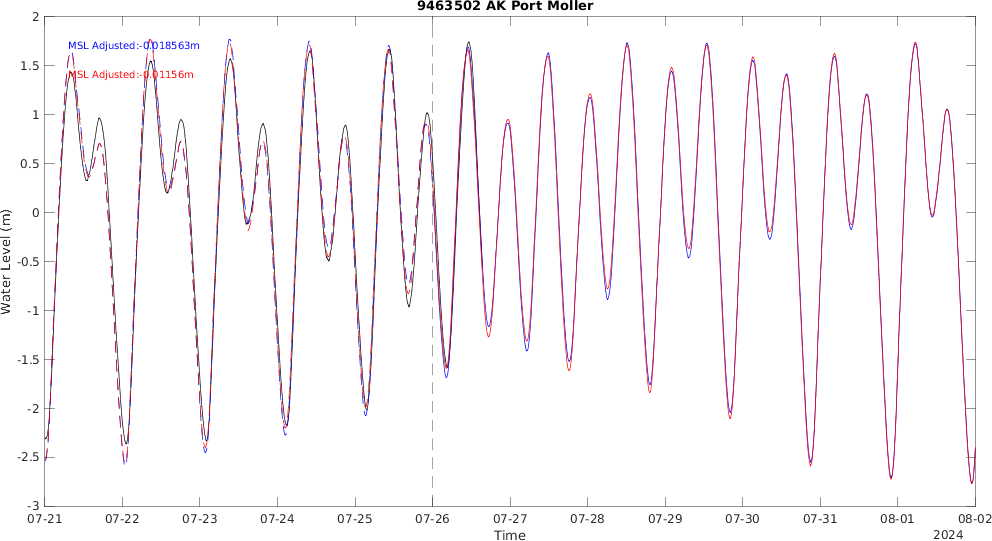 9463502 AK Port Moller
MSL Adjusted:-0.018563m
MSL Adjusted:-0.01156m
2
1.5
1
0.5
0
-0.5
-1
-1.5
-2
-2.5
-3
Water Level (m)
07-21 07-22 07-23 07-24 07-25 07-26 07-27 07-28 07-29 07-30 07-31 08-01 08-02
Time
2024